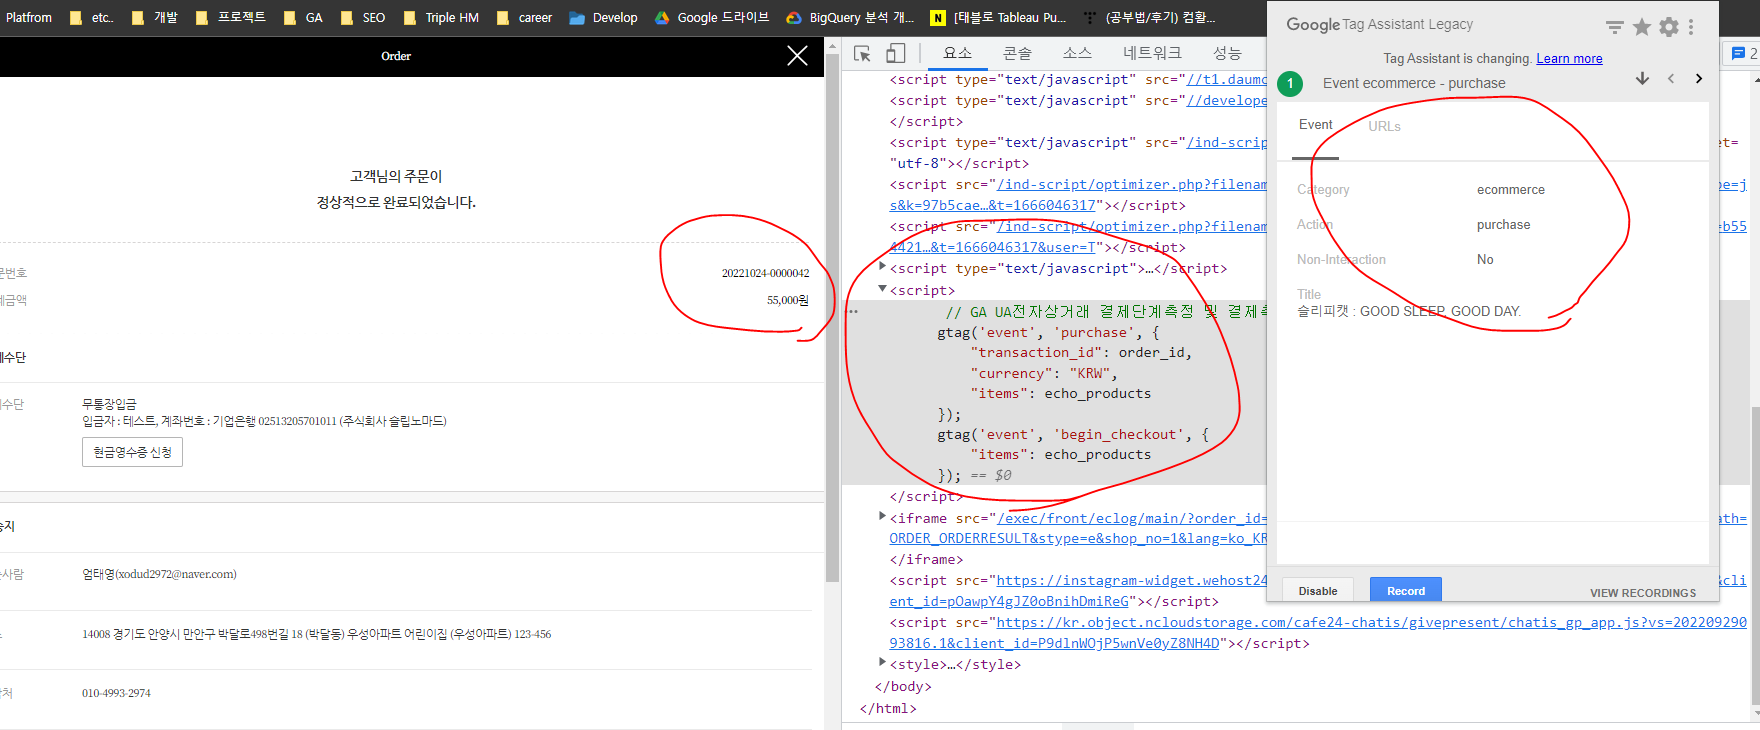 Platfrom etc.. 개발 프로젝트 GA SEO Triple HM career Develop Google 드라이브 BigQuery 분석 개... [태블로 Tableau Pu... (공부법/후기) 컴활...
Order
고객님의 주문이
정상적으로 완료되었습니다.
문번호 20221024-0000042
제금액 55,000원
제수단
제수단 무통장입금
입금자 : 테스트, 계좌번호 : 기업은행 02513205701011 (주식회사 슬립노마드)
현금영수증 신청
송지
는사람 엄태영(xodud2972@naver.com)
14008 경기도 안양시 만안구 박달로498번길 18 (박달동) 우성아파트 어린이집 (우성아파트) 123-456
락처 010-4993-2974
요소 콘솔 소스 네트워크 성능
<script type="text/javascript" src="//t1.daumc
<script type="text/javascript" src="//develope
</script>
<script type="text/javascript" src="/ind-scrip et=
"utf-8"></script>
<script src="/ind-script/optimizer.php?filenam pe=j
s&k=97b5cae…&t=1666046317"></script>
<script src="/ind-script/optimizer.php?filenam =b55
4421…&t=1666046317&user=T"></script>
<script type="text/javascript">…</script>
<script>
// GA UA전자상거래 결제단계측정 및 결제측
gtag('event', 'purchase', {
"transaction_id": order_id,
"currency": "KRW",
"items": echo_products
});
gtag('event', 'begin_checkout', {
"items": echo_products
}); == $0
</script>
<iframe src="/exec/front/eclog/main/?order_id= ath=
ORDER_ORDERRESULT&stype=e&shop_no=1&lang=ko_KR
</iframe>
<script src="https://instagram-widget.wehost24 &cli
ent_id=pOawpY4gJZ0oBnihDmiReG"></script>
<script src="https://kr.object.ncloudstorage.com/cafe24-chatis/givepresent/chatis_gp_app.js?vs=202209290
93816.1&client_id=P9dlnWOjP5wnVe0yZ8NH4D"></script>
<style>…</style>
</body>
</html>
Google Tag Assistant Legacy
Tag Assistant is changing. Learn more
1 Event ecommerce - purchase
Event URLs
Category ecommerce
Action purchase
Non-Interaction No
Title
슬리피캣 : GOOD SLEEP, GOOD DAY.
Disable Record VIEW RECORDINGS
2